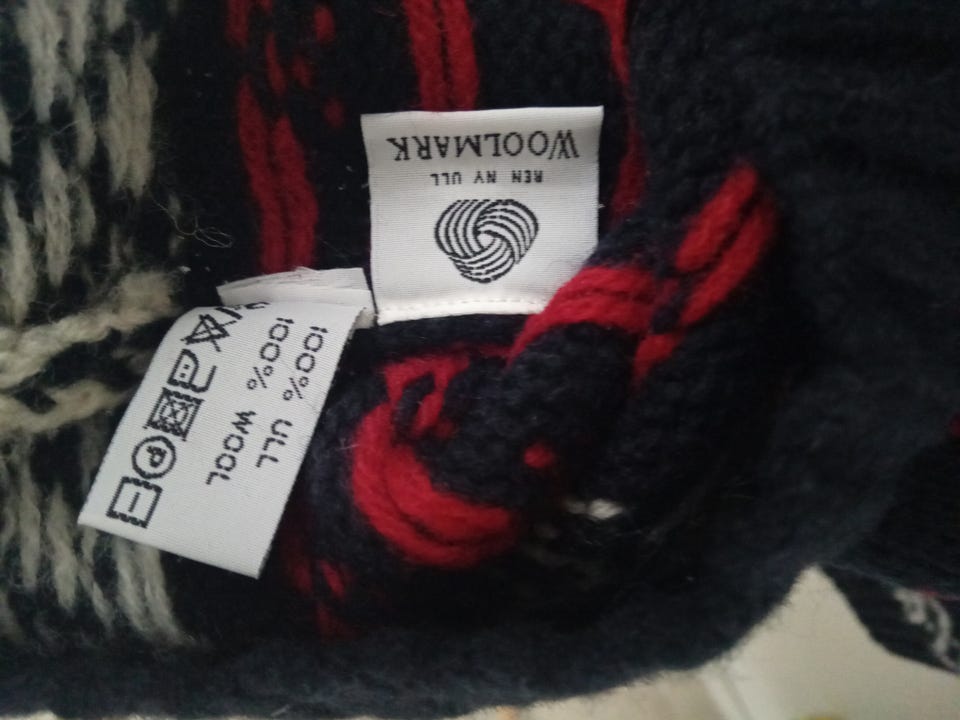 WOOLMARK
REN NY ULL
100% ULL
100% WOOL
P